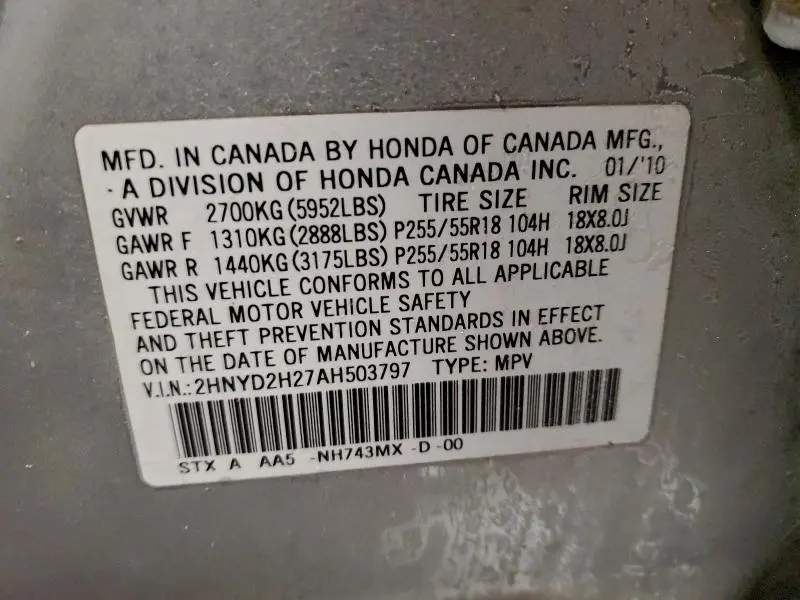 MFD. IN CANADA BY HONDA OF CANADA MFG.,
A DIVISION OF HONDA CANADA INC. 01/'10
GVWR 2700KG (5952LBS) TIRE SIZE RIM SIZE
GAWR F 1310KG (2888LBS) P255/55R18 104H 18X8.0J
GAWR R 1440KG (3175LBS) P255/55R18 104H 18X8.0J
THIS VEHICLE CONFORMS TO ALL APPLICABLE
FEDERAL MOTOR VEHICLE SAFETY
AND THEFT PREVENTION STANDARDS IN EFFECT
ON THE DATE OF MANUFACTURE SHOWN ABOVE.
V.I.N.: 2HNYD2H27AH503797 TYPE: MPV
STX A AA5 -NH743MX -D -00